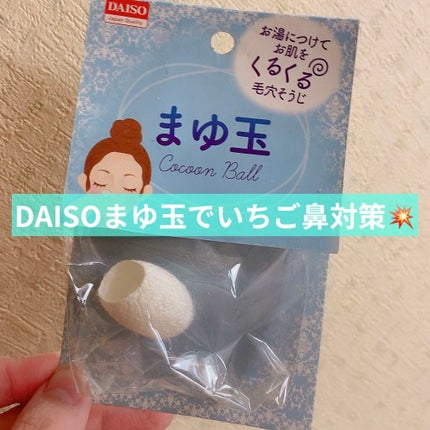 DAISO
Japan Quality
お湯につけて
お肌を
くるくる
毛穴そうじ
まゆ玉
Cocoon Ball
DAISOまゆ玉でいちご鼻対策💥